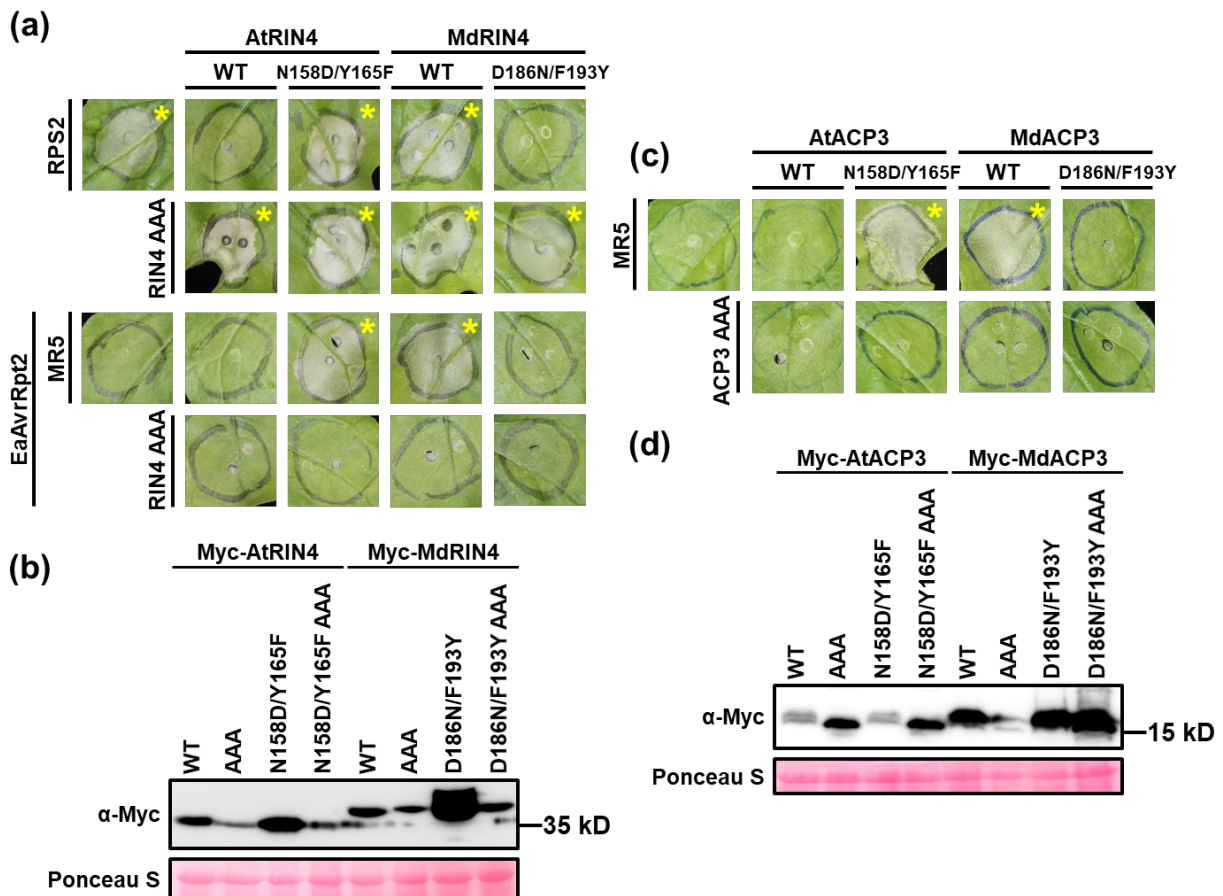 (a)
AtRIN4 MdRIN4
WT N158D/Y165F WT D186N/F193Y
RPS2 * * *
RIN4 AAA * * * *
EaAvrRpt2
MR5 * *
RIN4 AAA
(b)
Myc-AtRIN4 Myc-MdRIN4
WT AAA N158D/Y165F N158D/Y165F AAA WT AAA D186N/F193Y D186N/F193Y AAA
α-Myc 35 kD
Ponceau S
(c)
AtACP3 MdACP3
WT N158D/Y165F WT D186N/F193Y
MR5 * *
ACP3 AAA
(d)
Myc-AtACP3 Myc-MdACP3
WT AAA N158D/Y165F N158D/Y165F AAA WT AAA D186N/F193Y D186N/F193Y AAA
α-Myc 15 kD
Ponceau S